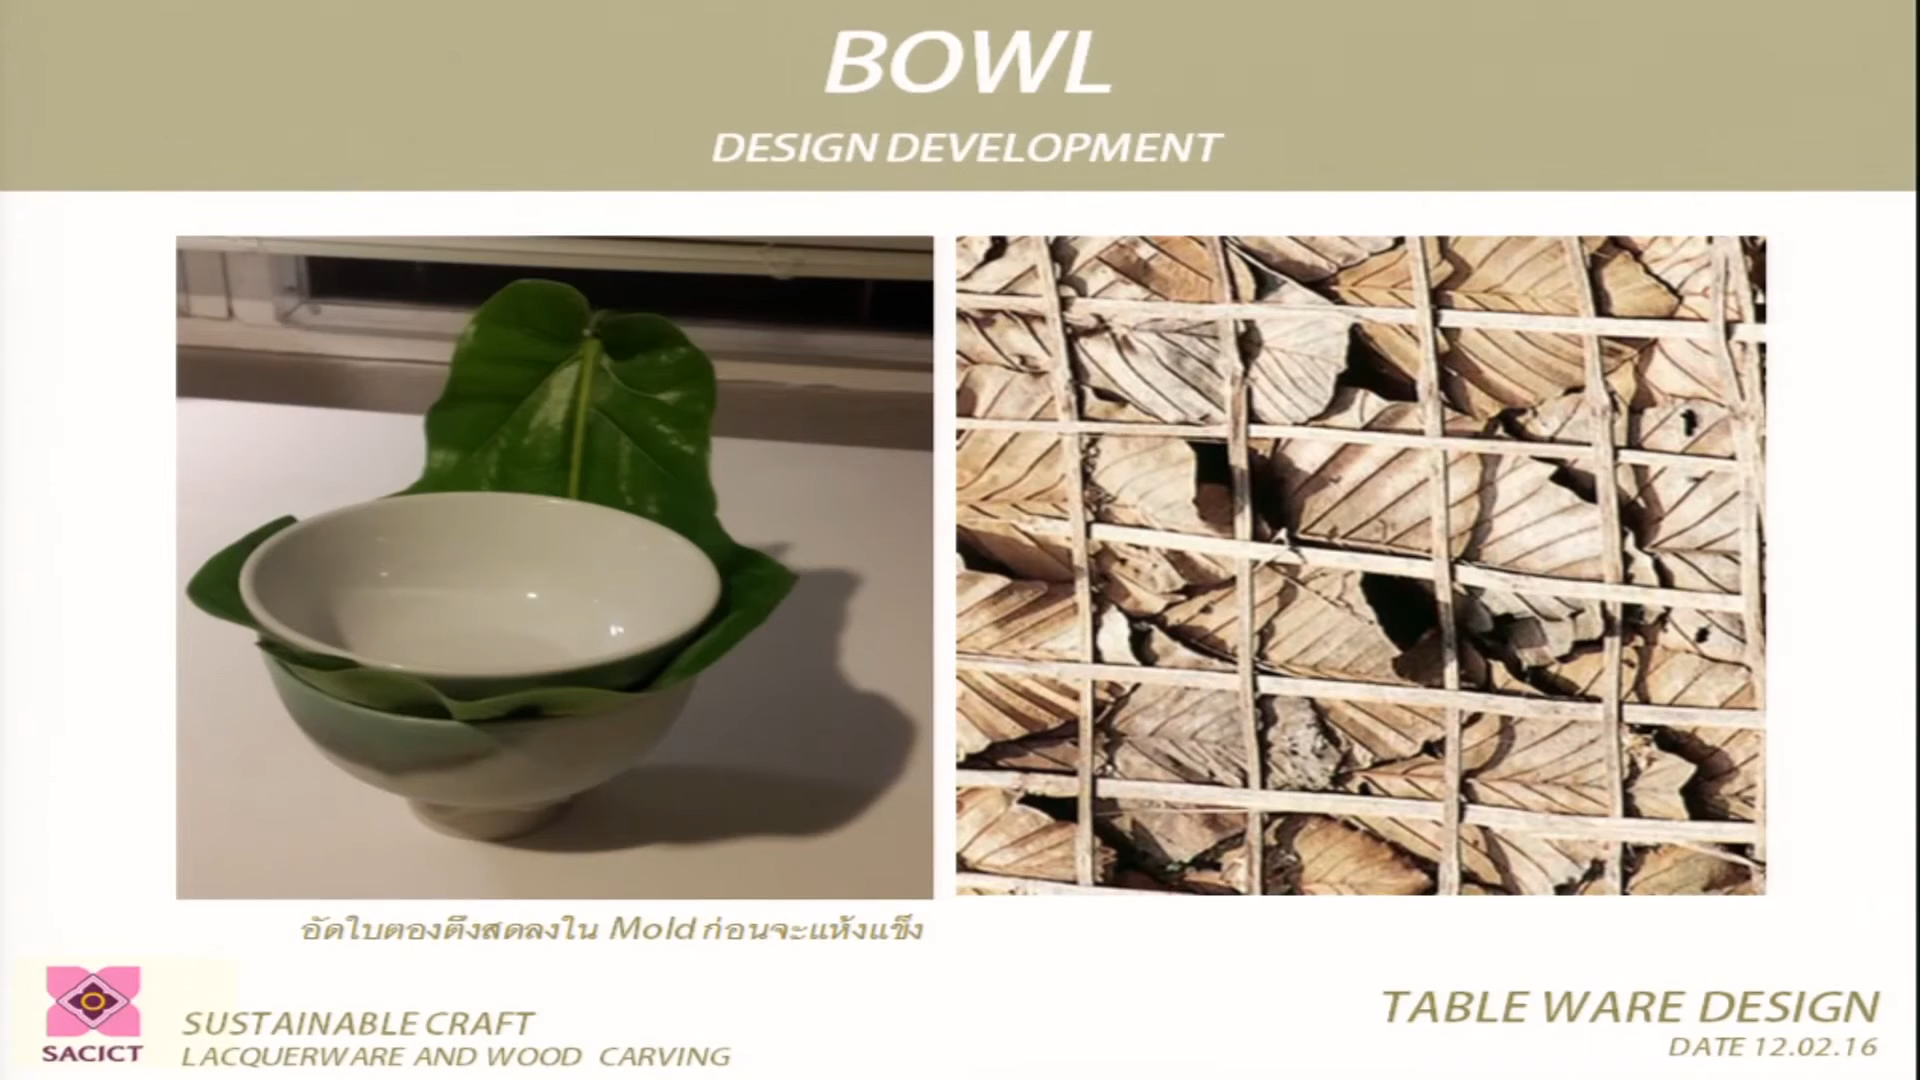 BOWL
DESIGN DEVELOPMENT
อัดใบตองตึงสดลงใน Mold ก่อนจะแห้งแข็ง
SACICT
SUSTAINABLE CRAFT
LACQUERWARE AND WOOD CARVING
TABLE WARE DESIGN
DATE 12.02.16